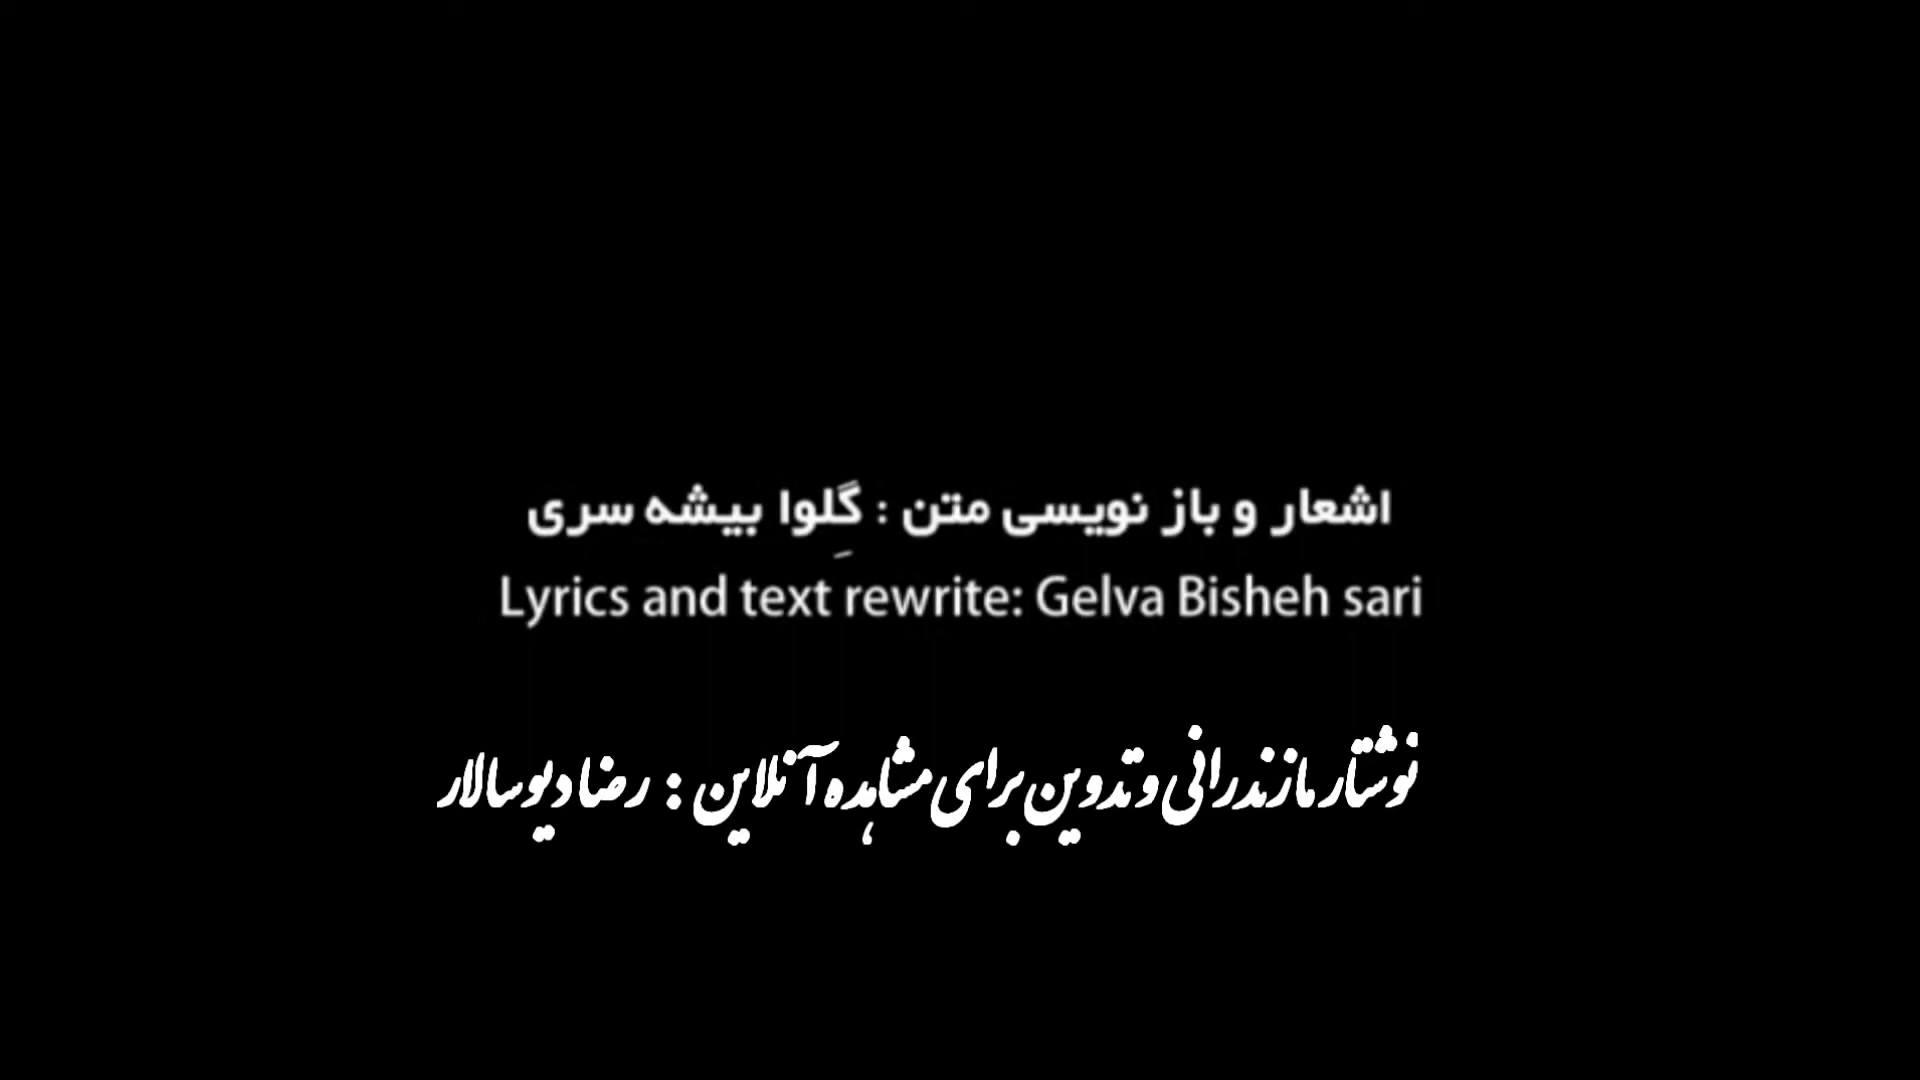 اشعار و باز نویسی متن : گِلوا بیشه سری
Lyrics and text rewrite: Gelva Bisheh sari
نوشتار مازندرانی و تدوین برای مشاهده آنلاین : رضا دیوسالار